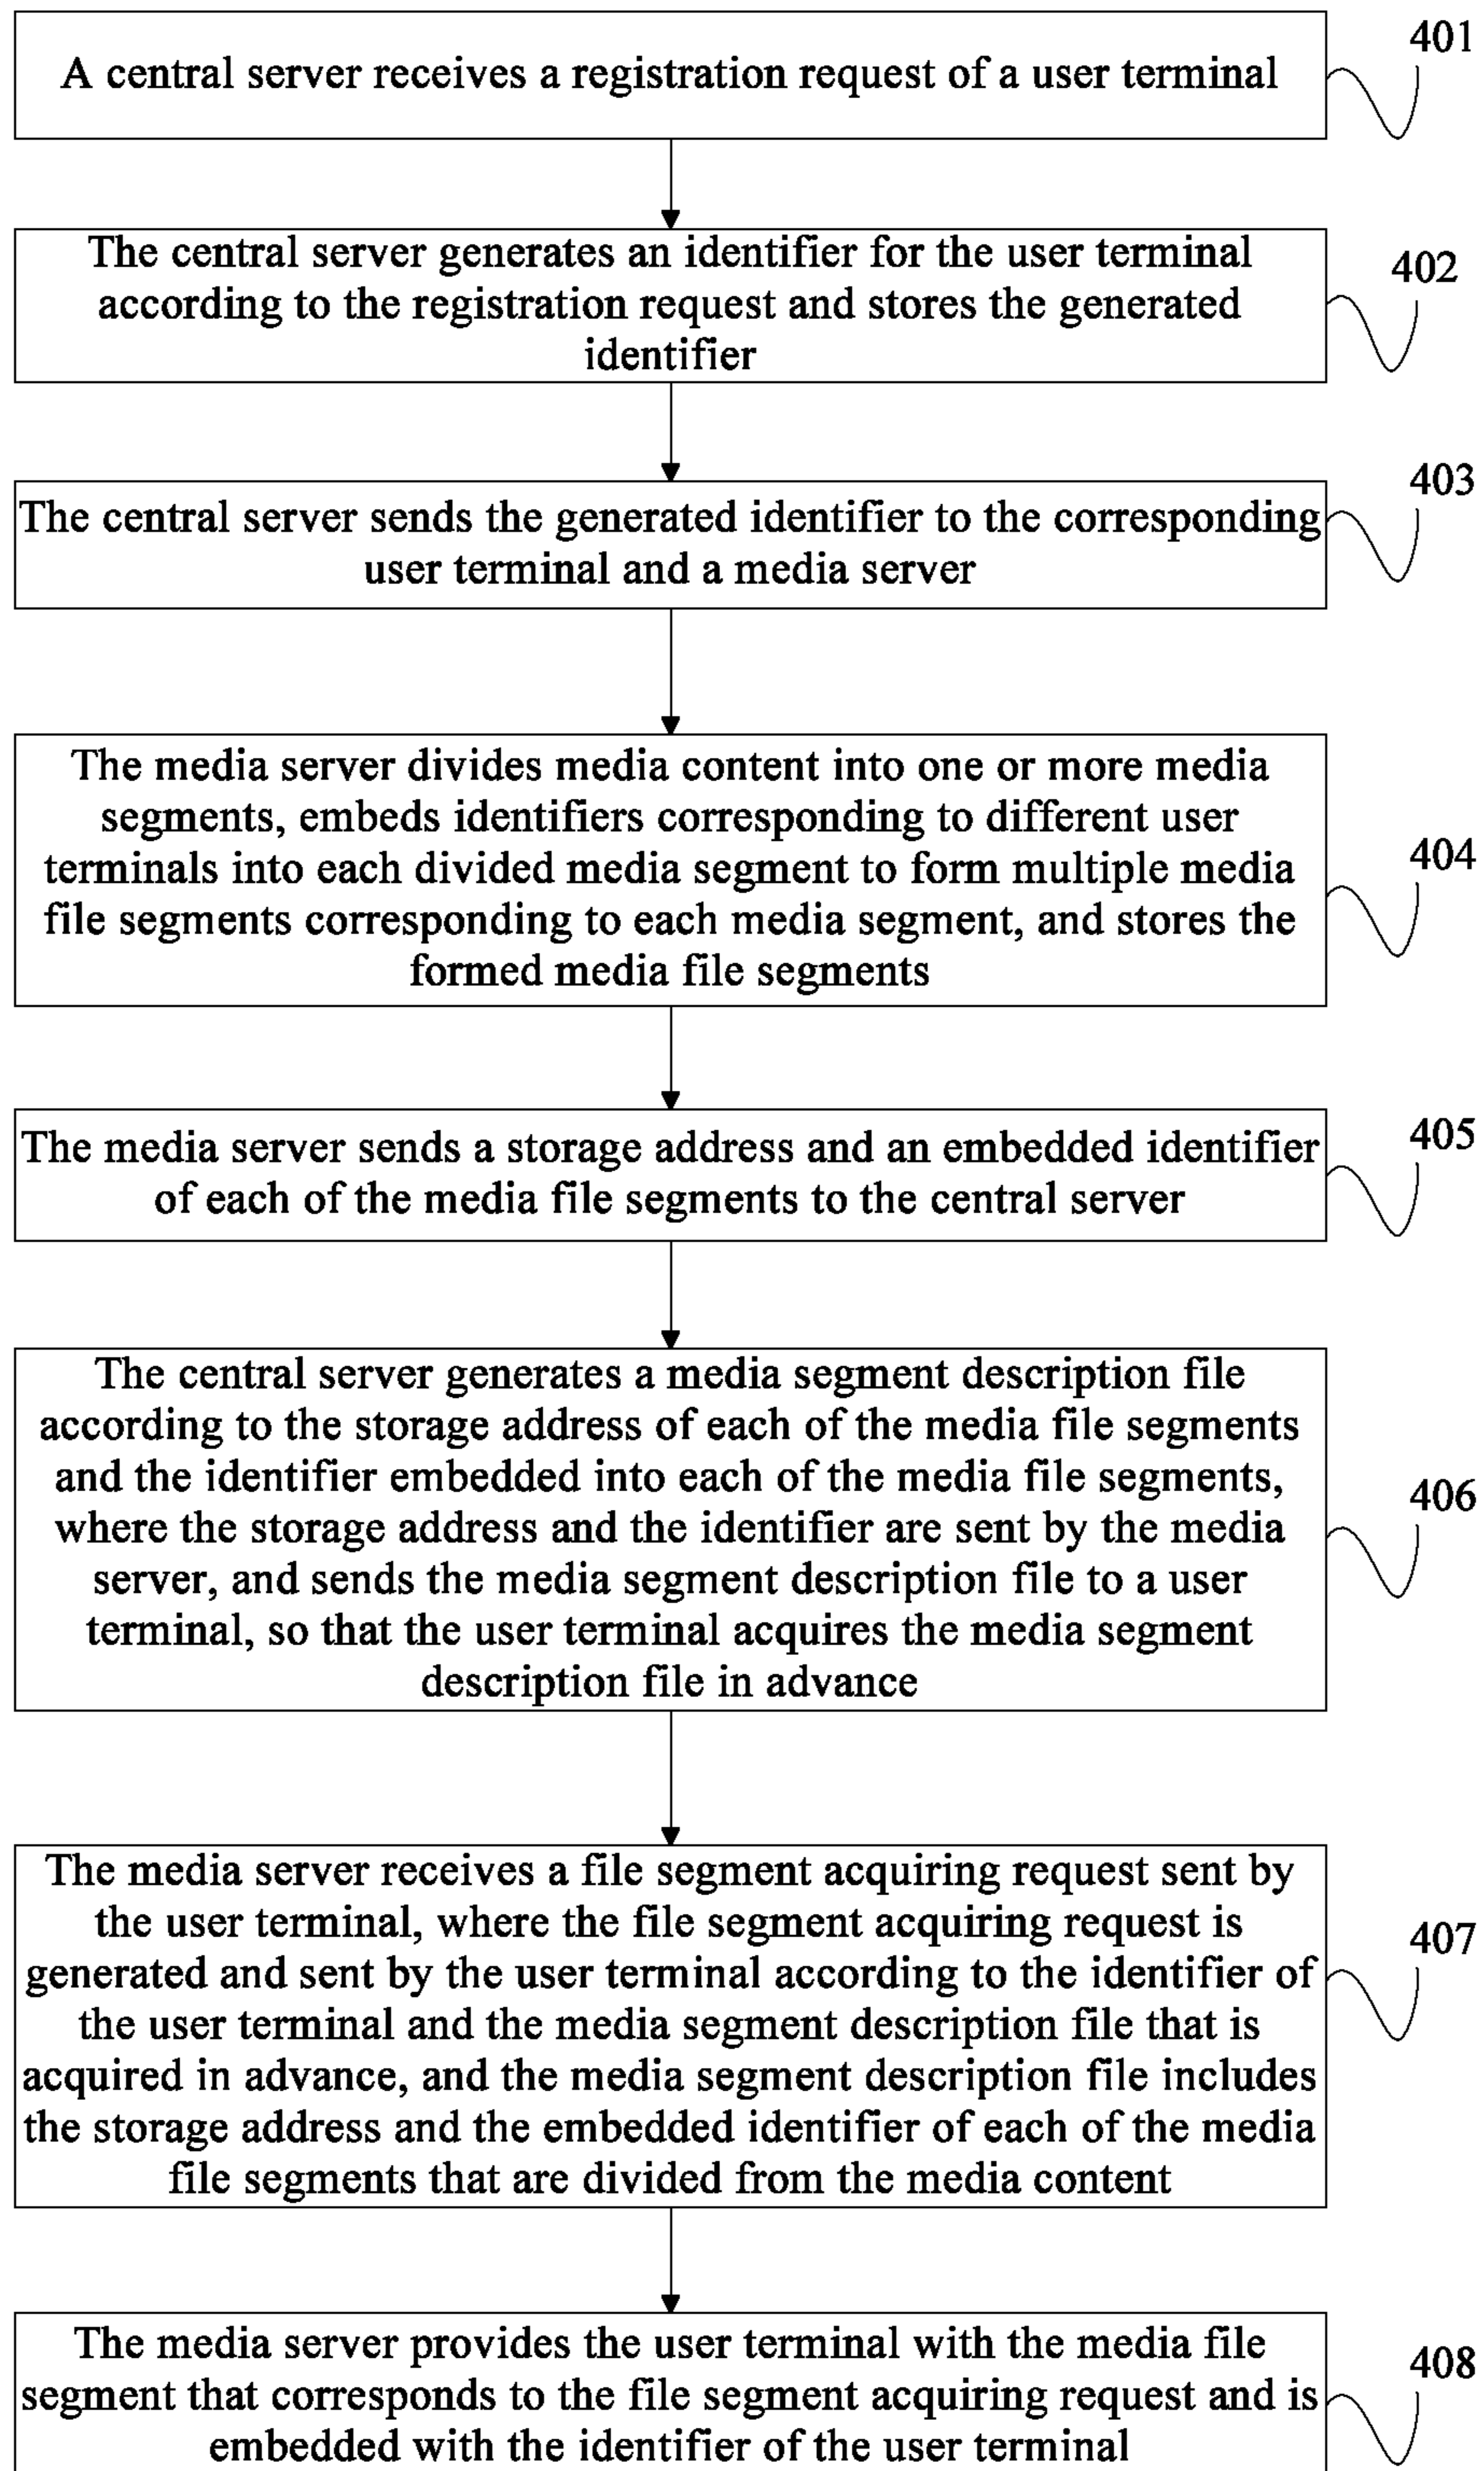 401
A central server receives a registration request of a user terminal
402
The central server generates an identifier for the user terminal
according to the registration request and stores the generated
identifier
403
The central server sends the generated identifier to the corresponding
user terminal and a media server
The media server divides media content into one or more media
segments, embeds identifiers corresponding to different user
terminals into each divided media segment to form multiple media
404
file segments corresponding to each media segment, and stores the
formed media file segments
405
The media server sends a storage address and an embedded identifier
of each of the media file segments to the central server
The central server generates a media segment description file
according to the storage address of each of the media file segments
and the identifier embedded into each of the media file segments,
406
where the storage address and the identifier are sent by the media
server, and sends the media segment description file to a user
terminal, so that the user terminal acquires the media segment
description file in advance
The media server receives a file segment acquiring request sent by
the user terminal, where the file segment acquiring request is
407
generated and sent by the user terminal according to the identifier of
the user terminal and the media segment description file that is
acquired in advance, and the media segment description file includes
the storage address and the embedded identifier of each of the media
file segments that are divided from the media content
The media server provides the user terminal with the media file
408
segment that corresponds to the file segment acquiring request and is
embedded with the identifier of the user terminal